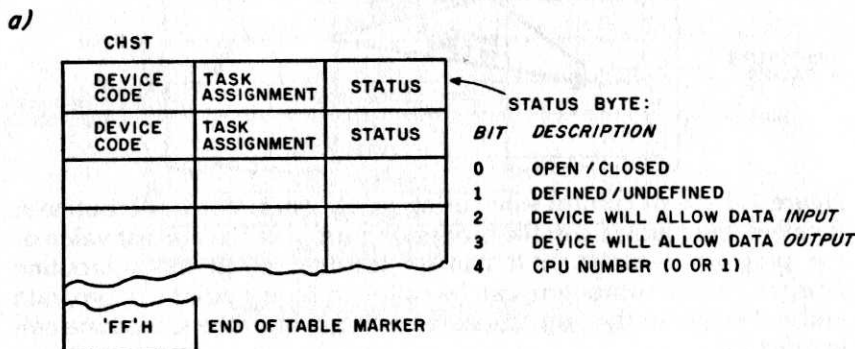 a)
CHST
DEVICE CODE TASK ASSIGNMENT STATUS
DEVICE CODE TASK ASSIGNMENT STATUS
STATUS BYTE:
BIT DESCRIPTION
0 OPEN / CLOSED
1 DEFINED / UNDEFINED
2 DEVICE WILL ALLOW DATA INPUT
3 DEVICE WILL ALLOW DATA OUTPUT
4 CPU NUMBER (0 OR 1)
'FF'H END OF TABLE MARKER